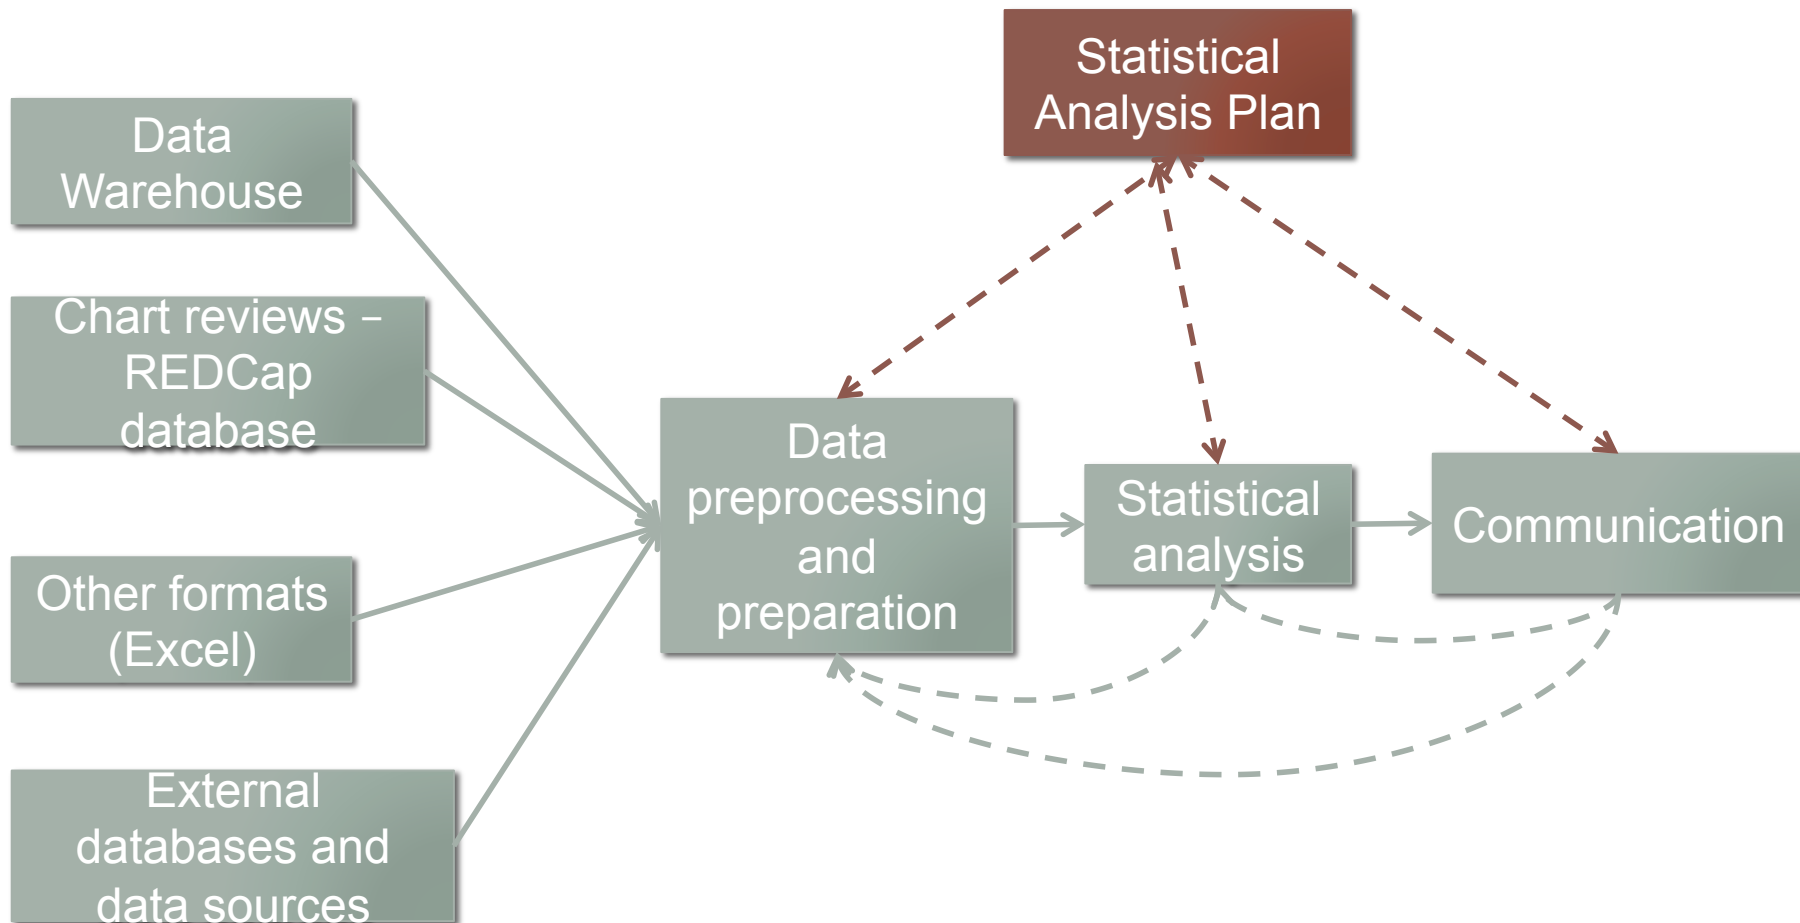 Statistical
Analysis Plan
Data
Warehouse
Chart reviews –
REDCap
database
Other formats
(Excel)
External
databases and
data sources
Data
preprocessing
and
preparation
Statistical
analysis
Communication